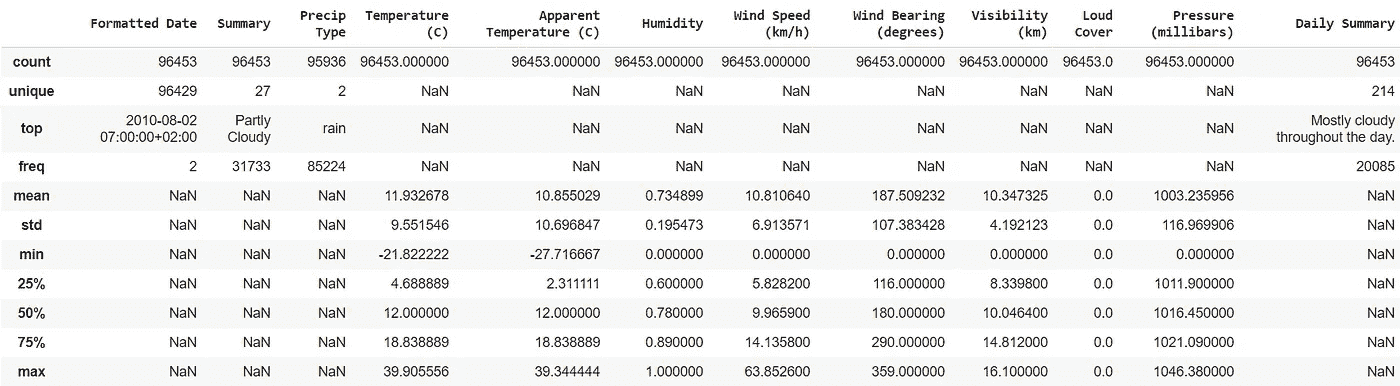 Formatted Date Summary Precip Type Temperature (C) Apparent Temperature (C) Humidity Wind Speed (km/h) Wind Bearing (degrees) Visibility (km) Loud Cover Pressure (millibars) Daily Summary
count 96453 96453 95936 96453.000000 96453.000000 96453.000000 96453.000000 96453.000000 96453.000000 96453.0 96453.000000 96453
unique 96429 27 2 NaN NaN NaN NaN NaN NaN NaN NaN 214
top 2010-08-02 07:00:00+02:00 Partly Cloudy rain NaN NaN NaN NaN NaN NaN NaN NaN Mostly cloudy throughout the day.
freq 2 31733 85224 NaN NaN NaN NaN NaN NaN NaN NaN 20085
mean NaN NaN NaN 11.932678 10.855029 0.734899 10.810640 187.509232 10.347325 0.0 1003.235956 NaN
std NaN NaN NaN 9.551546 10.696847 0.195473 6.913571 107.383428 4.192123 0.0 116.969906 NaN
min NaN NaN NaN -21.822222 -27.716667 0.000000 0.000000 0.000000 0.000000 0.0 0.000000 NaN
25% NaN NaN NaN 4.688889 2.311111 0.600000 5.828200 116.000000 8.339800 0.0 1011.900000 NaN
50% NaN NaN NaN 12.000000 12.000000 0.780000 9.965900 180.000000 10.046400 0.0 1016.450000 NaN
75% NaN NaN NaN 18.838889 18.838889 0.890000 14.135800 290.000000 14.812000 0.0 1021.090000 NaN
max NaN NaN NaN 39.905556 39.344444 1.000000 63.852600 359.000000 16.100000 0.0 1046.380000 NaN